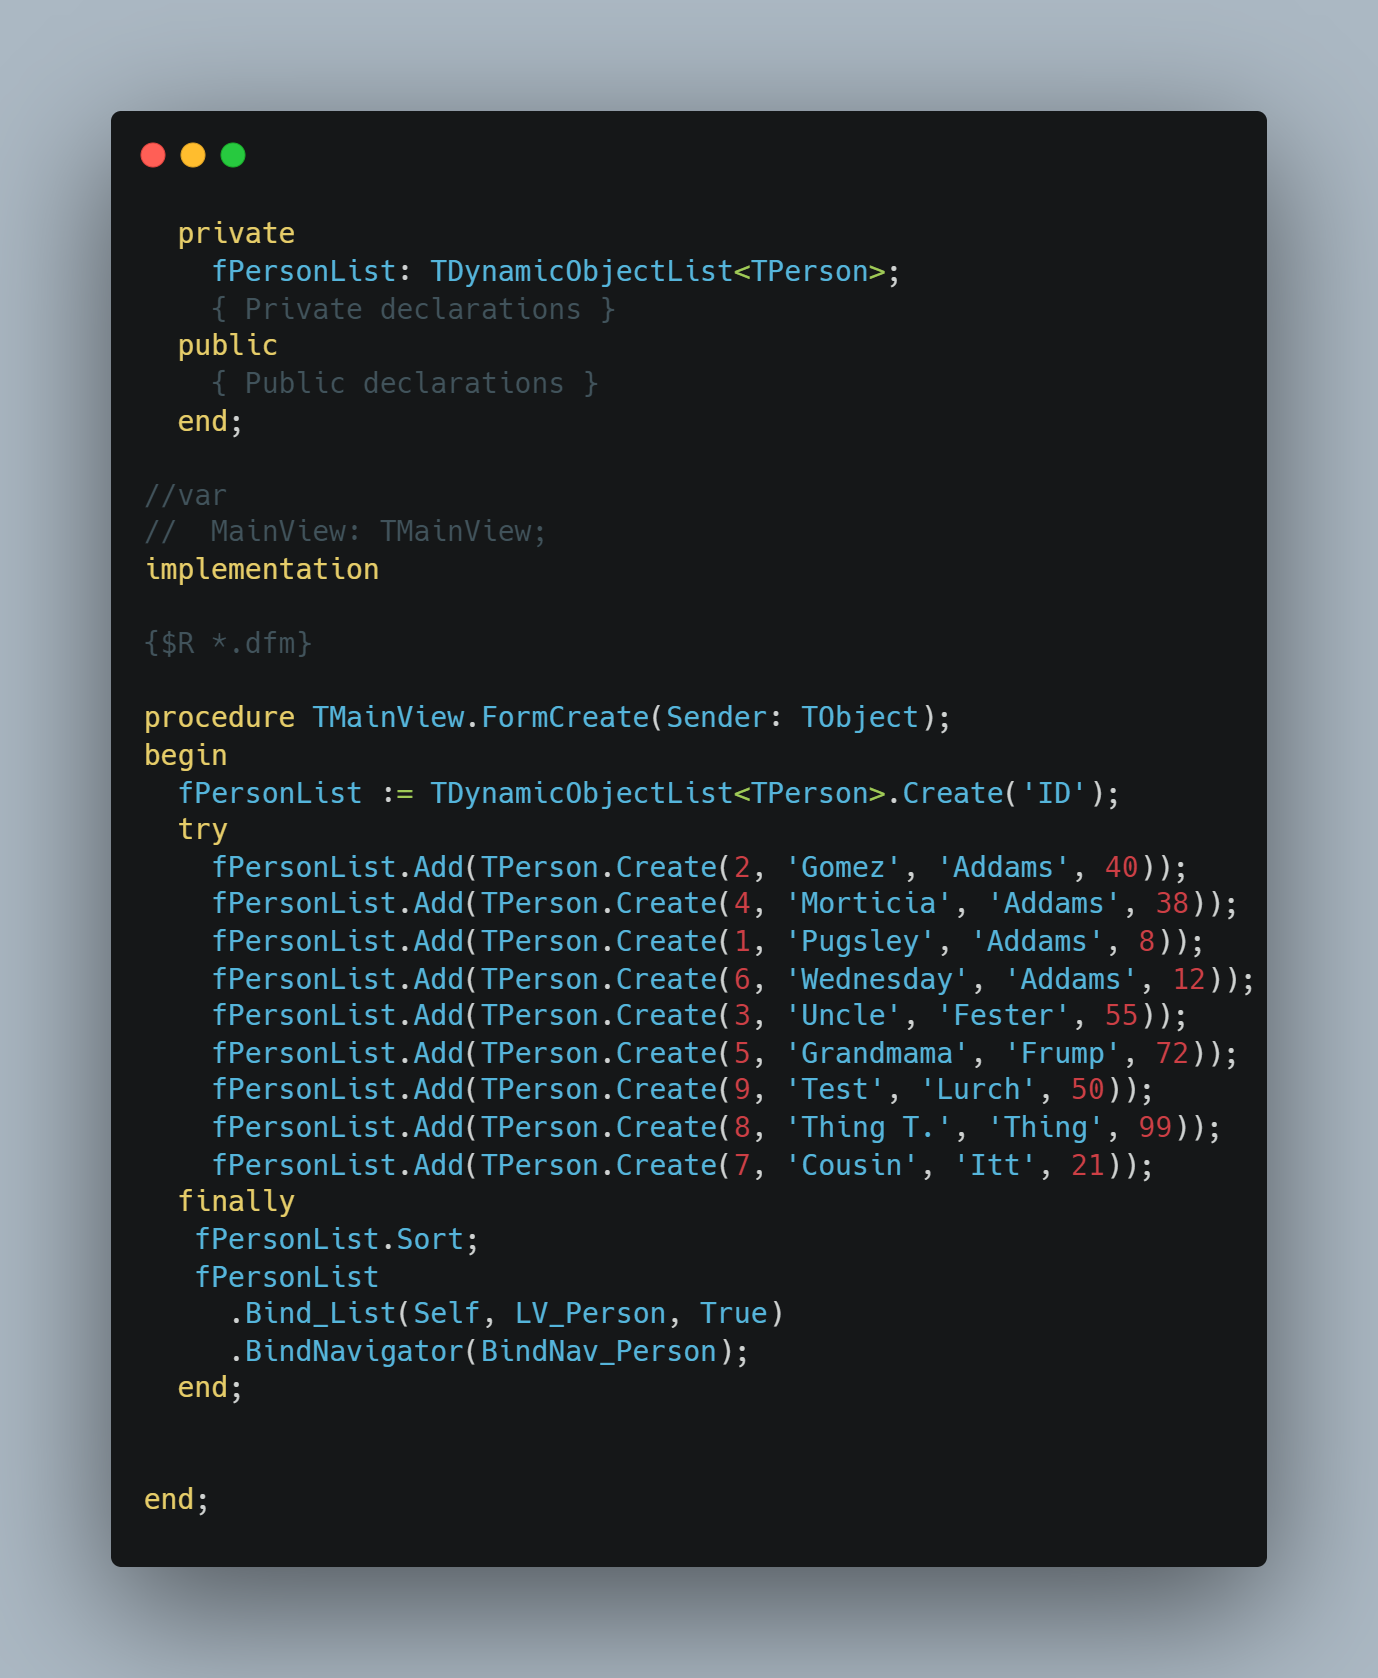 private
    fPersonList: TDynamicObjectList<TPerson>;
    { Private declarations }
  public
    { Public declarations }
  end;

//var
//  MainView: TMainView;
implementation

{$R *.dfm}

procedure TMainView.FormCreate(Sender: TObject);
begin
  fPersonList := TDynamicObjectList<TPerson>.Create('ID');
  try
    fPersonList.Add(TPerson.Create(2, 'Gomez', 'Addams', 40));
    fPersonList.Add(TPerson.Create(4, 'Morticia', 'Addams', 38));
    fPersonList.Add(TPerson.Create(1, 'Pugsley', 'Addams', 8));
    fPersonList.Add(TPerson.Create(6, 'Wednesday', 'Addams', 12));
    fPersonList.Add(TPerson.Create(3, 'Uncle', 'Fester', 55));
    fPersonList.Add(TPerson.Create(5, 'Grandmama', 'Frump', 72));
    fPersonList.Add(TPerson.Create(9, 'Test', 'Lurch', 50));
    fPersonList.Add(TPerson.Create(8, 'Thing T.', 'Thing', 99));
    fPersonList.Add(TPerson.Create(7, 'Cousin', 'Itt', 21));
  finally
   fPersonList.Sort;
   fPersonList
     .Bind_List(Self, LV_Person, True)
     .BindNavigator(BindNav_Person);
  end;


end;